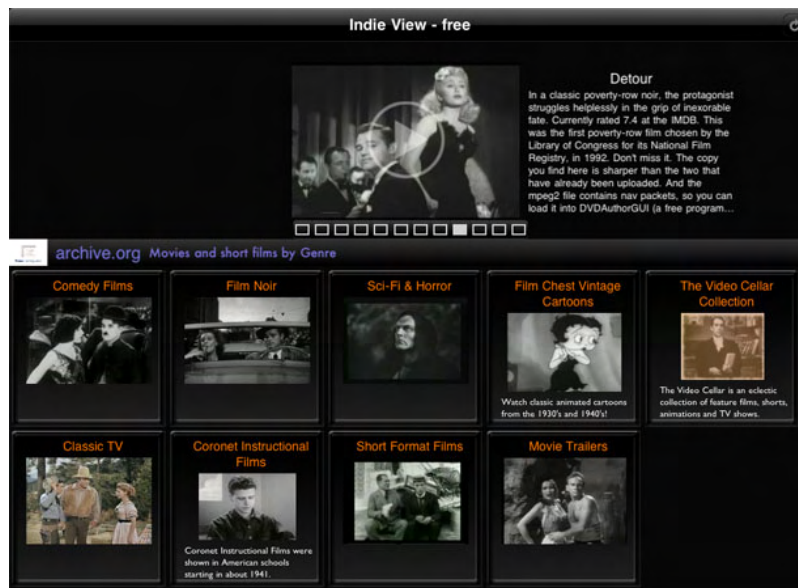 Indie View - free
Detour
In a classic poverty-row noir, the protagonist
struggles helplessly in the grip of inexorable
fate. Currently rated 7.4 at the IMDB. This
was the first poverty-row film chosen by the
Library of Congress for its National Film
Registry, in 1992. Don't miss it. The copy
you find here is sharper than the two that
have already been uploaded. And the
mpeg2 file contains nav packets, so you can
load it into DVDAuthorGUI (a free program...
archive.org Movies and short films by Genre
Comedy Films
Film Noir
Sci-Fi & Horror
Film Chest Vintage
Cartoons
Watch classic animated cartoons
from the 1930's and 1940's!
The Video Cellar
Collection
The Video Cellar is an eclectic
collection of feature films, shorts,
animations and TV shows.
Classic TV
Coronet Instructional
Films
Coronet Instructional Films were
shown in American schools
starting in about 1941.
Short Format Films
Movie Trailers